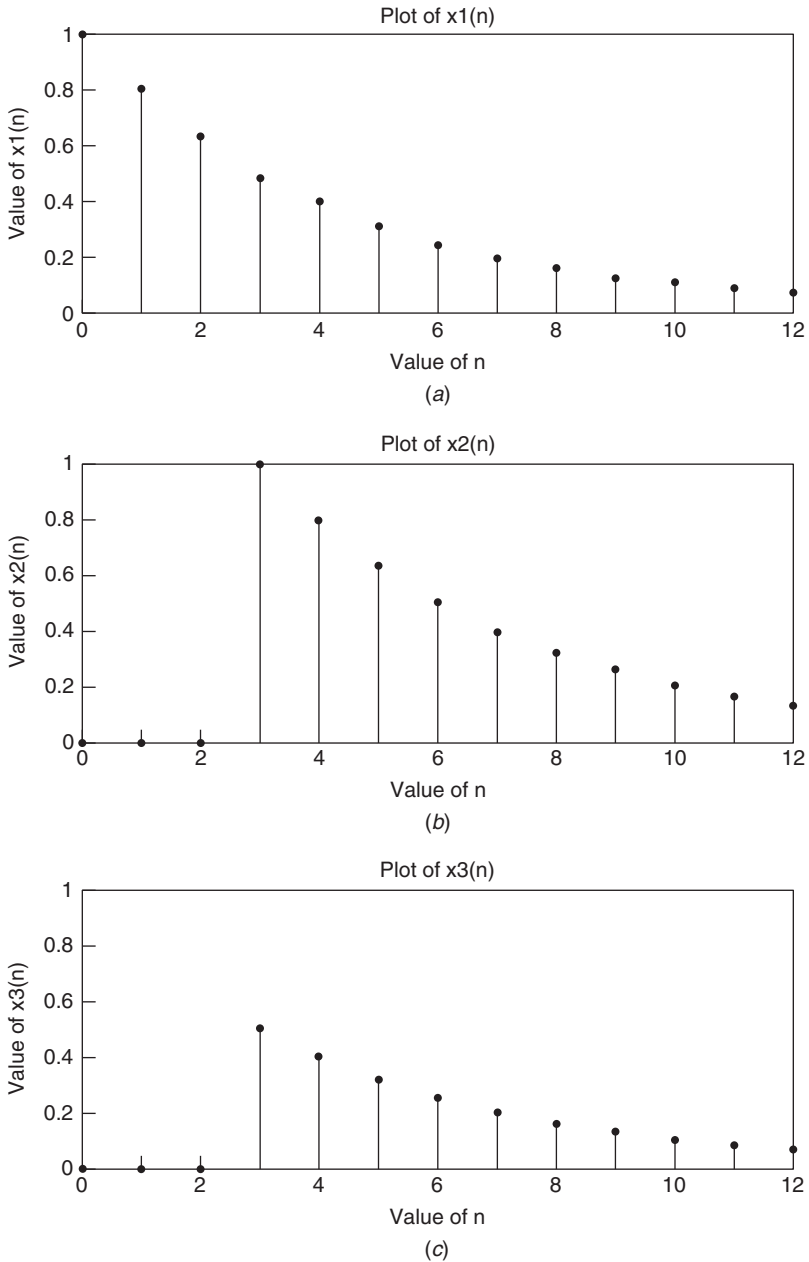 Plot of x1(n)
1
0.8
0.6
0.4
0.2
0
Value of x1(n)
0 2 4 6 8 10 12
Value of n
(a)
Plot of x2(n)
1
0.8
0.6
0.4
0.2
0
Value of x2(n)
0 2 4 6 8 10 12
Value of n
(b)
Plot of x3(n)
1
0.8
0.6
0.4
0.2
0
Value of x3(n)
0 2 4 6 8 10 12
Value of n
(c)